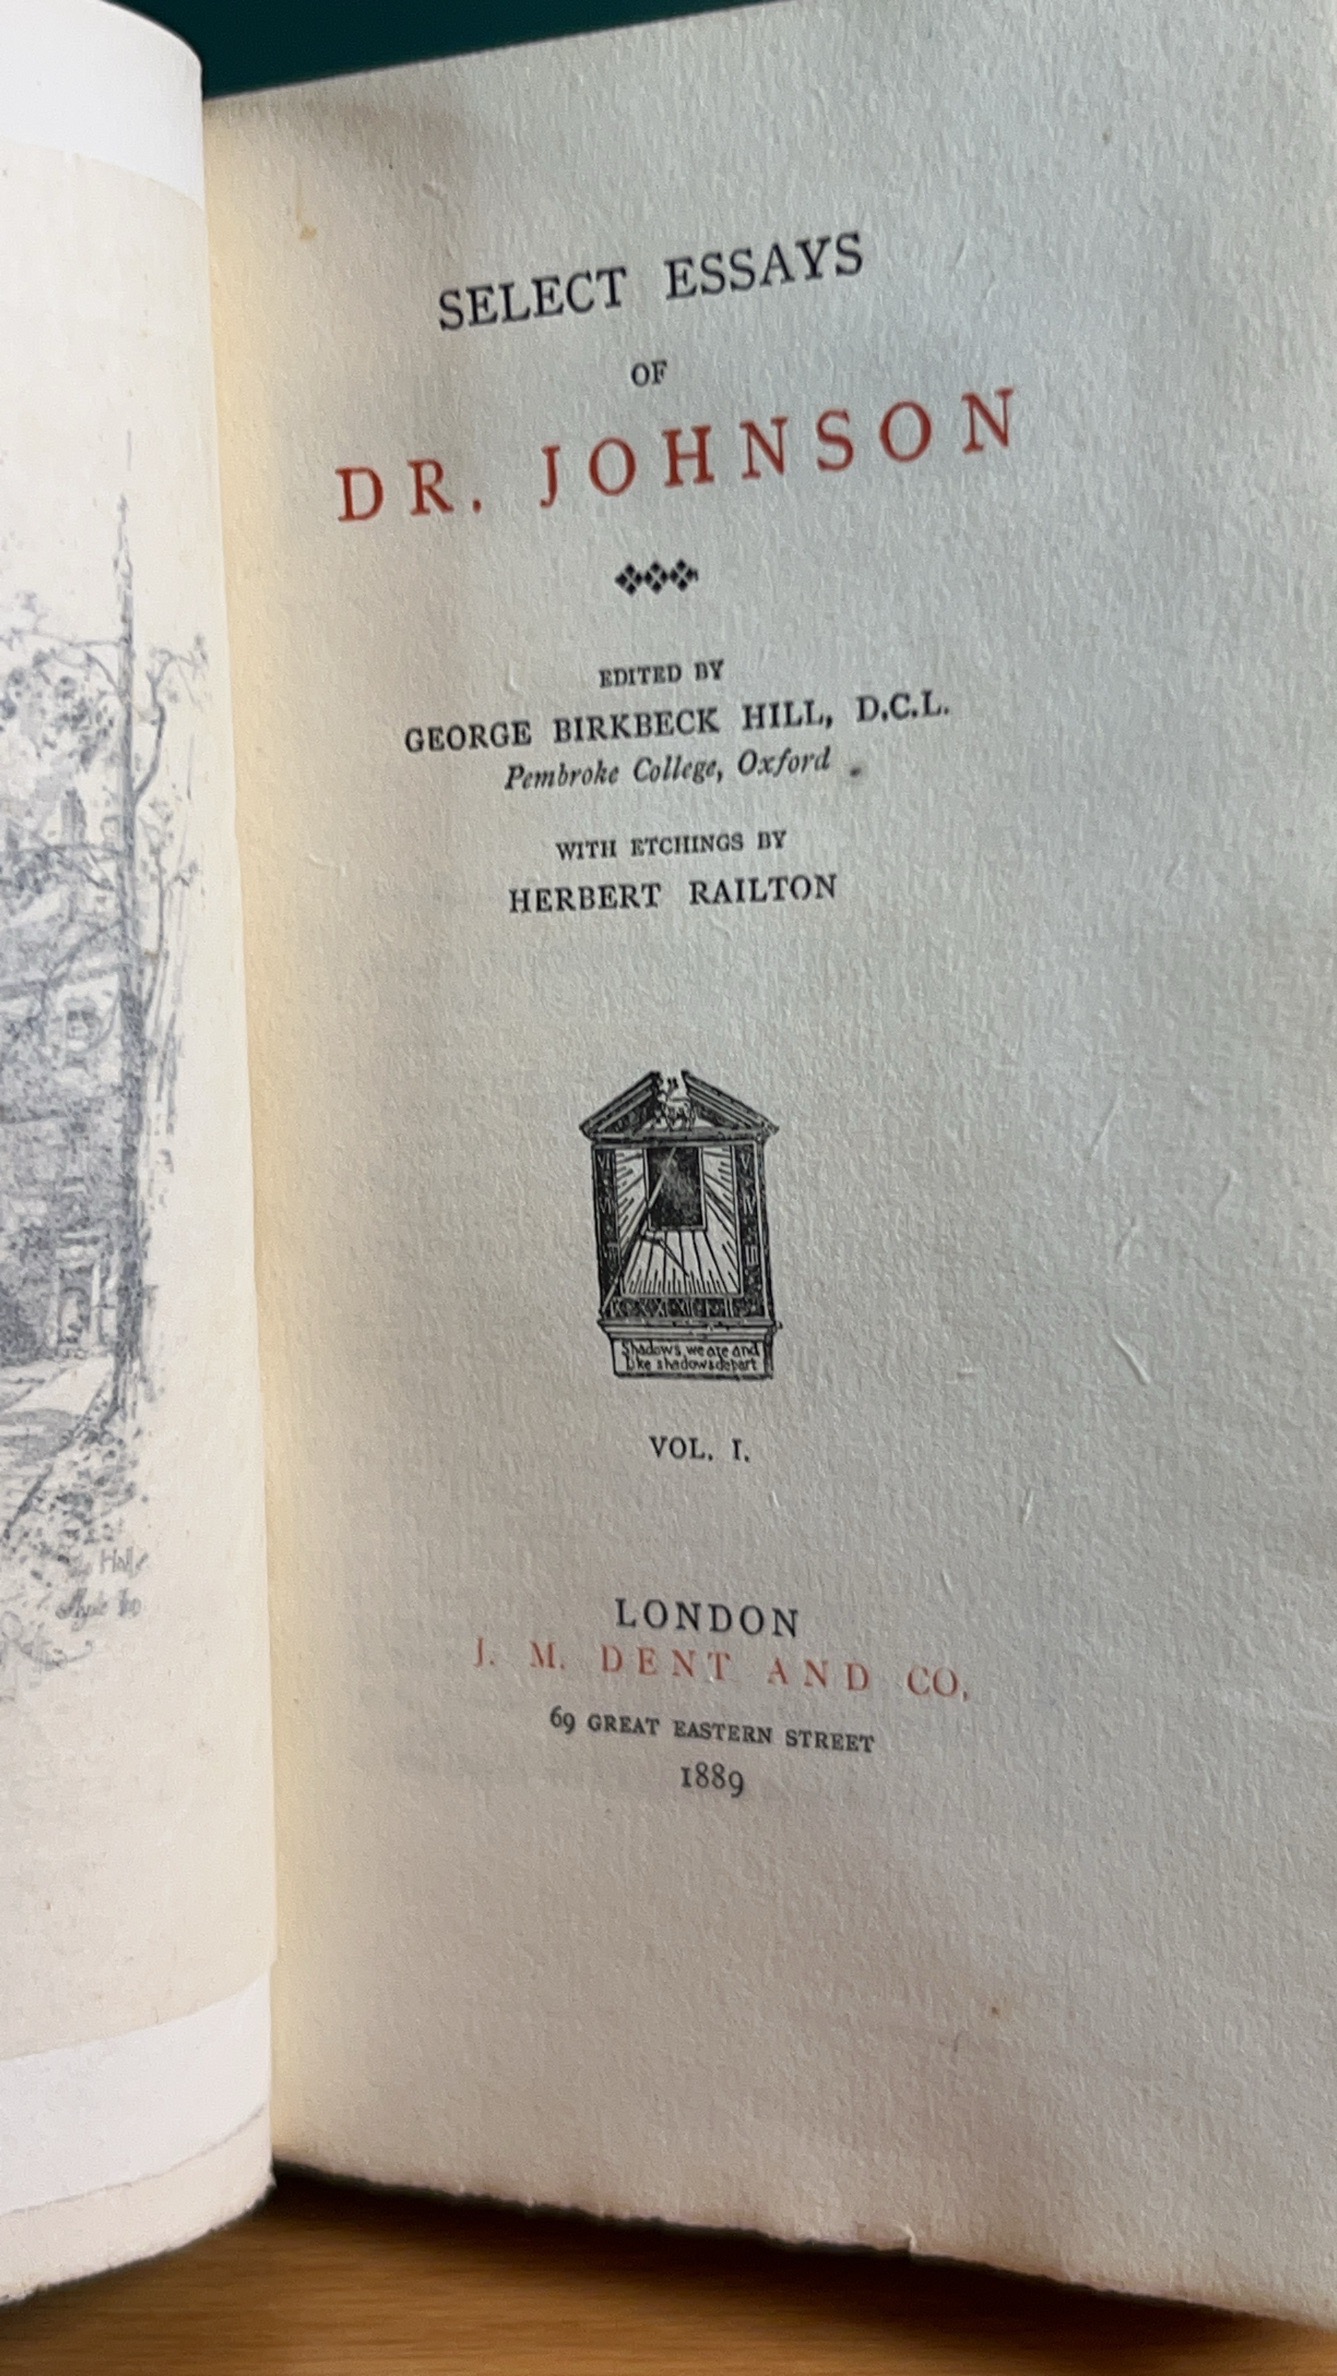 SELECT ESSAYS
OF
DR. JOHNSON
EDITED BY
GEORGE BIRKBECK HILL, D.C.L.
Pembroke College, Oxford
WITH ETCHINGS BY
HERBERT RAILTON
Shadows we are and
like shadows depart
VOL. I.
LONDON
J. M. DENT AND CO.
69 GREAT EASTERN STREET
1889